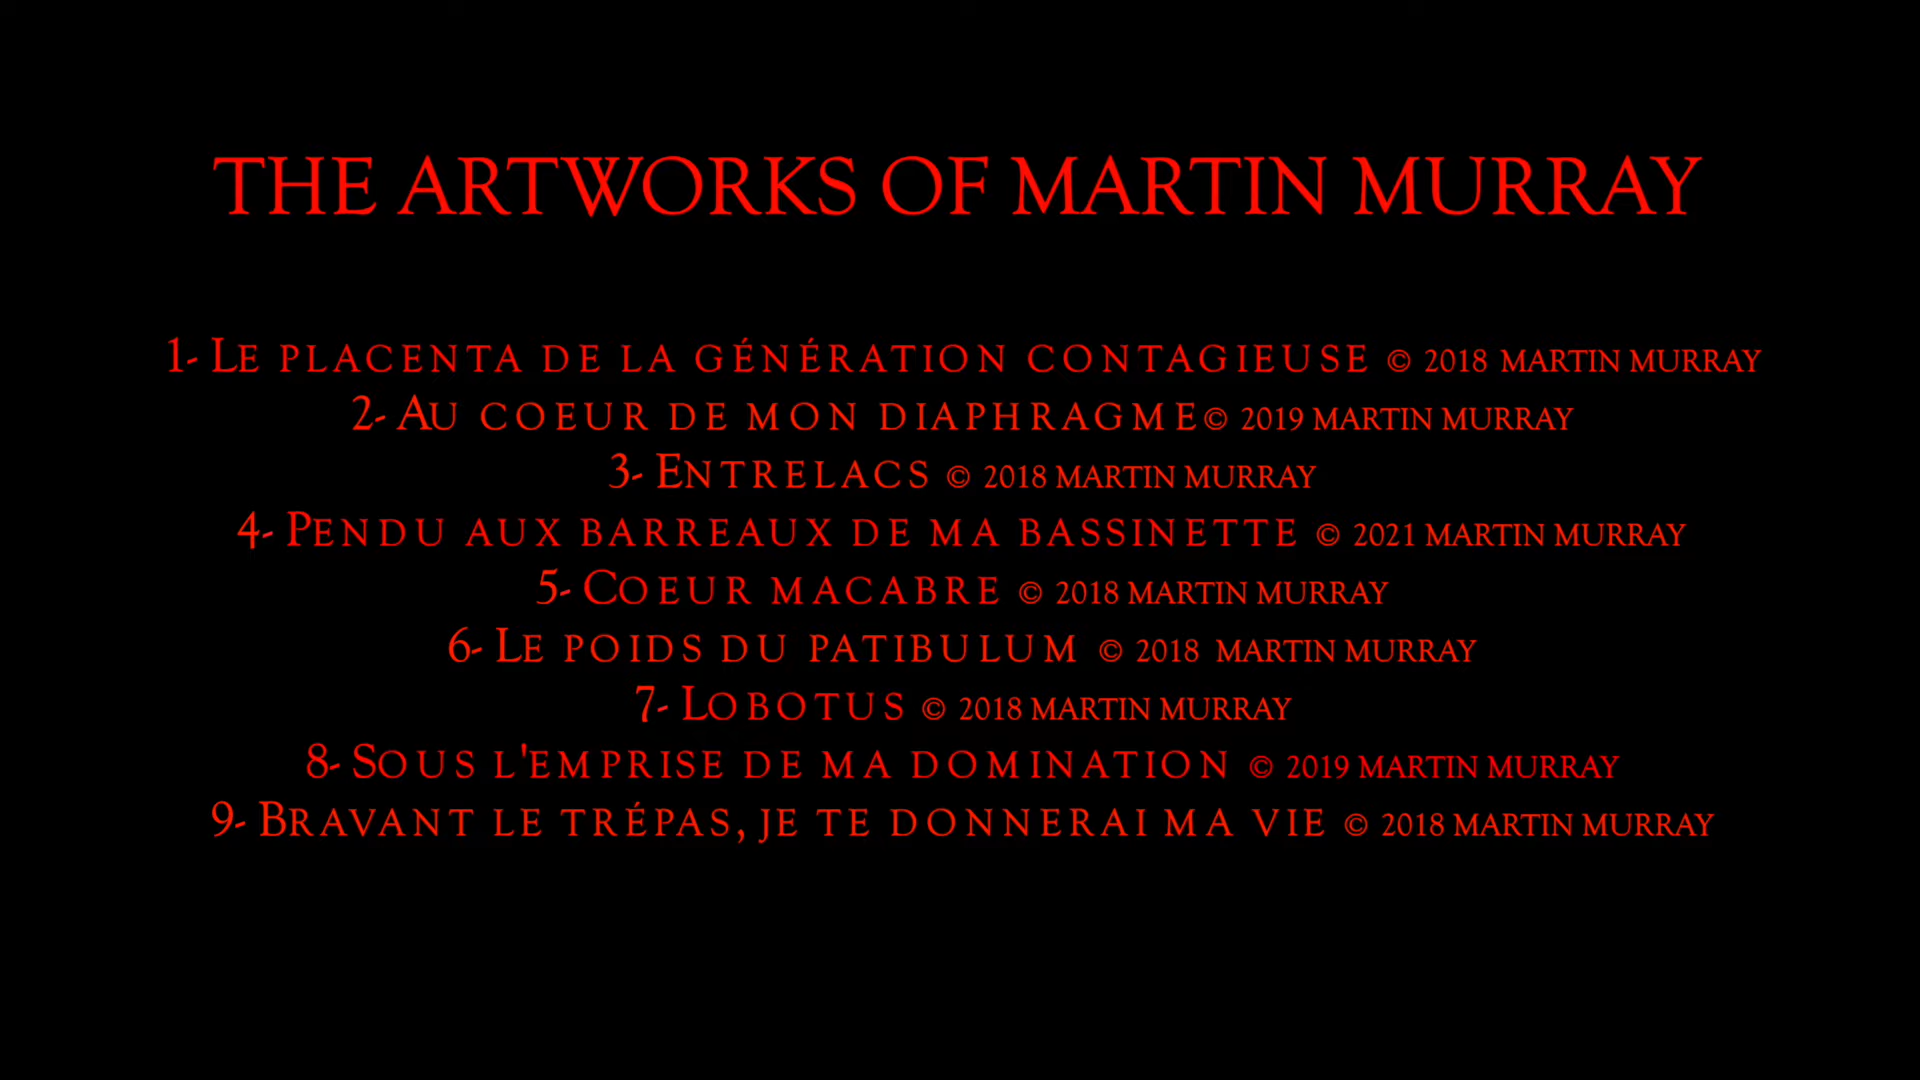 THE ARTWORKS OF MARTIN MURRAY
1- Le placenta de la génération contagieuse © 2018 MARTIN MURRAY
2- Au coeur de mon diaphragme© 2019 MARTIN MURRAY
3- Entrelacs © 2018 MARTIN MURRAY
4- Pendu aux barreaux de ma bassinette © 2021 MARTIN MURRAY
5- Coeur macabre © 2018 MARTIN MURRAY
6- Le poids du patibulum © 2018 MARTIN MURRAY
7- Lobotus © 2018 MARTIN MURRAY
8- Sous l'emprise de ma domination © 2019 MARTIN MURRAY
9- Bravant le trépas, je te donnerai ma vie © 2018 MARTIN MURRAY